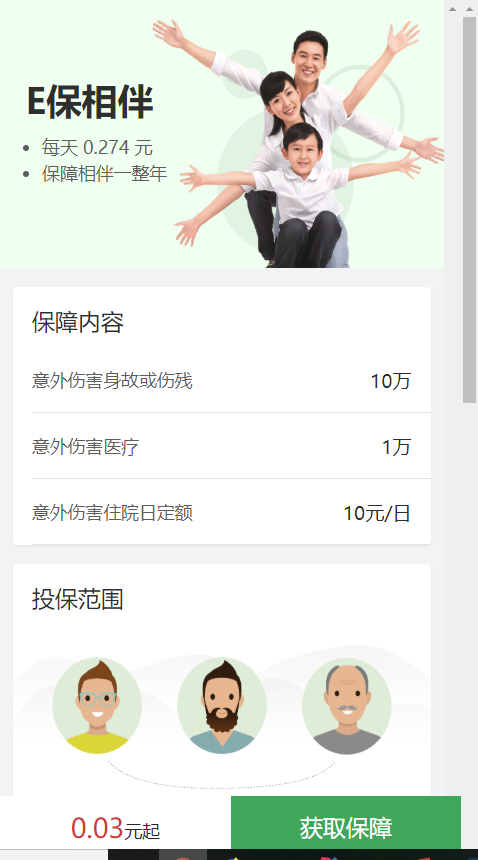 E保相伴
每天 0.274 元
保障相伴一整年
保障内容
意外伤害身故或伤残 10万
意外伤害医疗 1万
意外伤害住院日定额 10元/日
投保范围
0.03元起 获取保障